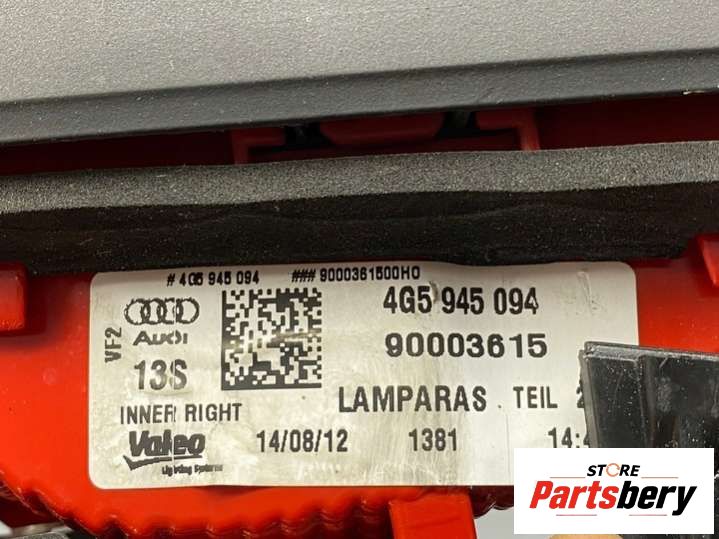 # 4G5 945 094 ### 9000361500H0
4G5 945 094
VF2
Audi
90003615
13S
INNER RIGHT
LAMPARAS TEIL
Valeo
Lighting Systems
14/08/12 1381
STORE
Partsbery